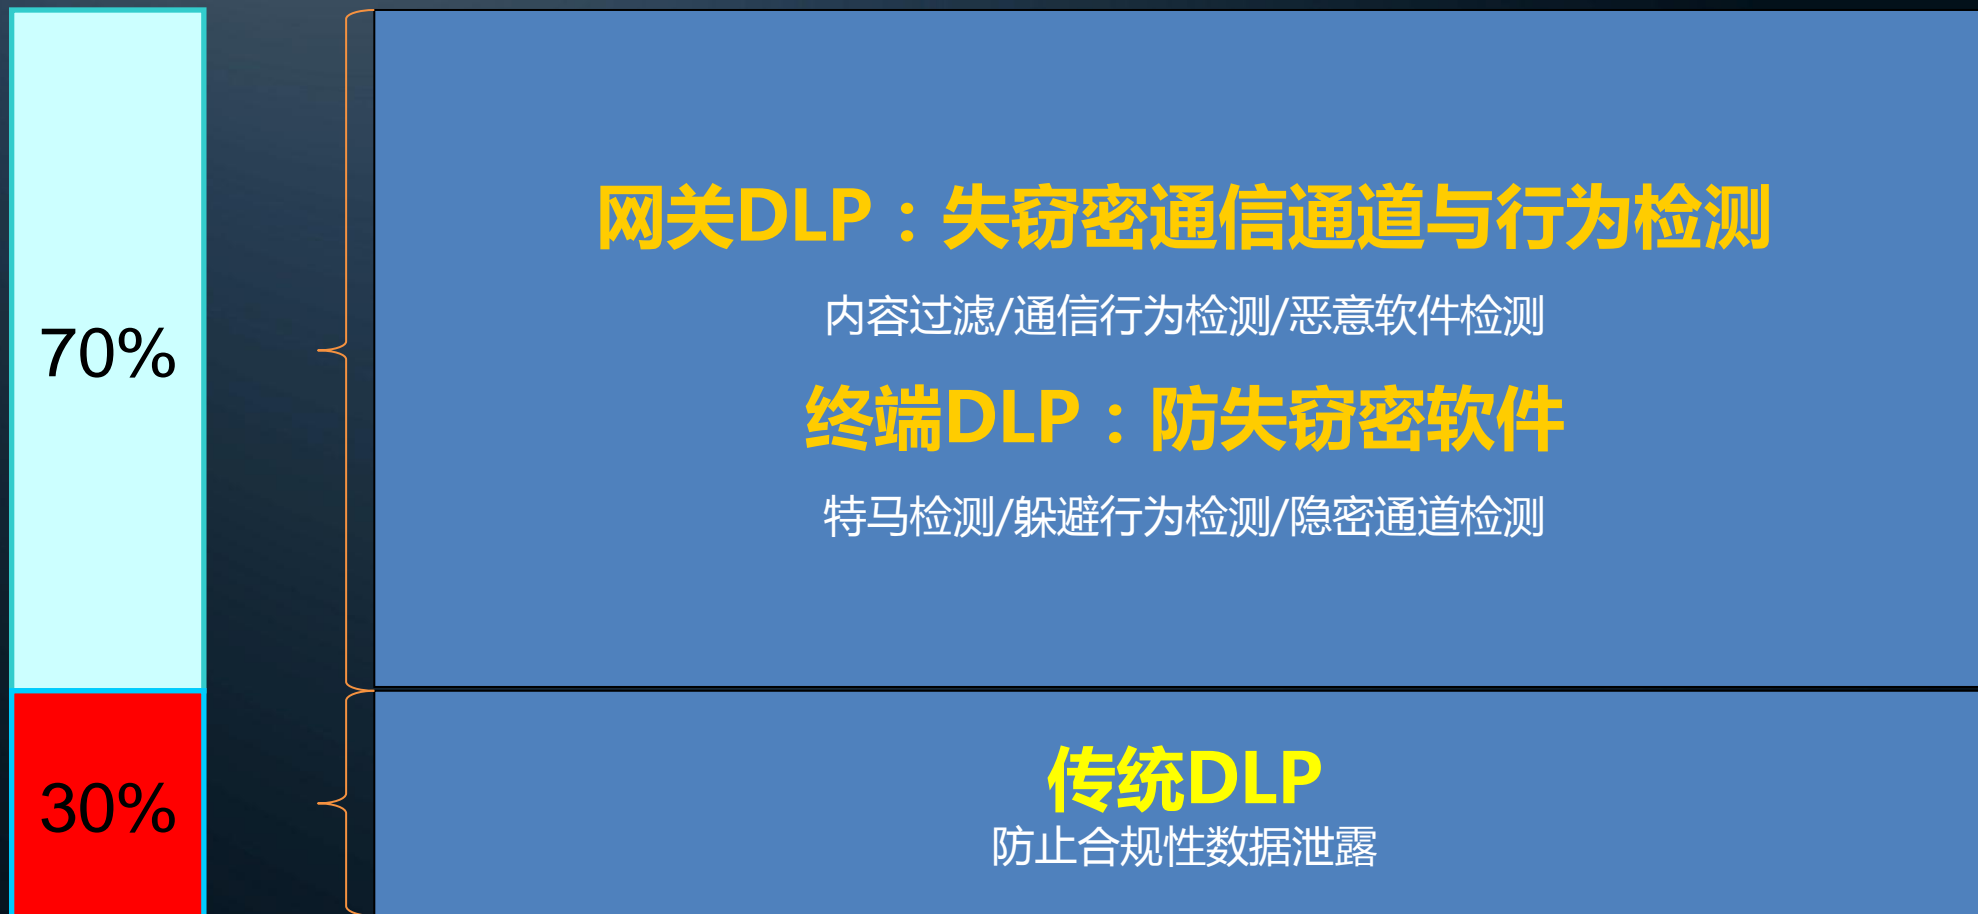 70%
网关DLP：失窃密通信通道与行为检测
内容过滤/通信行为检测/恶意软件检测
终端DLP：防失窃密软件
特马检测/躲避行为检测/隐密通道检测
30%
传统DLP
防止合规性数据泄露